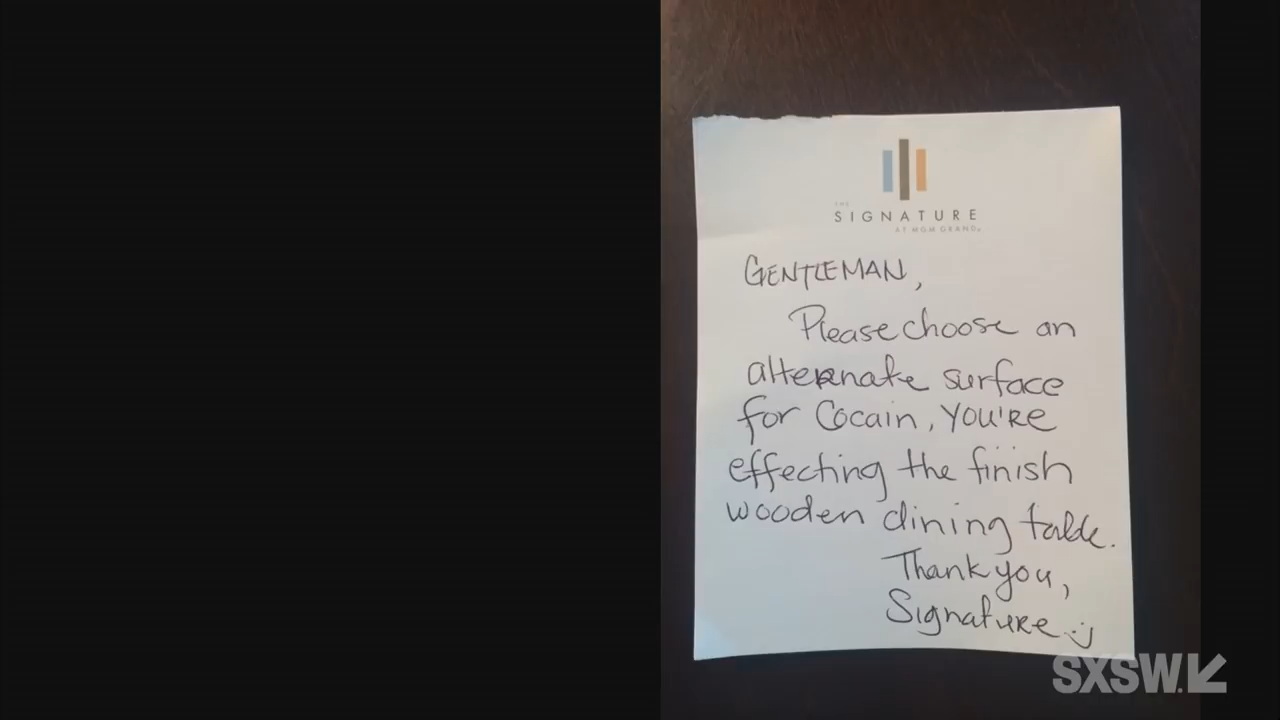 THE
SIGNATURE
AT MGM GRAND®
GENTLEMAN,
Please choose an
alternate surface
for Cocain, YOU'RE
effecting the finish
wooden dining table.
Thank you,
Signature :)
SXSW.